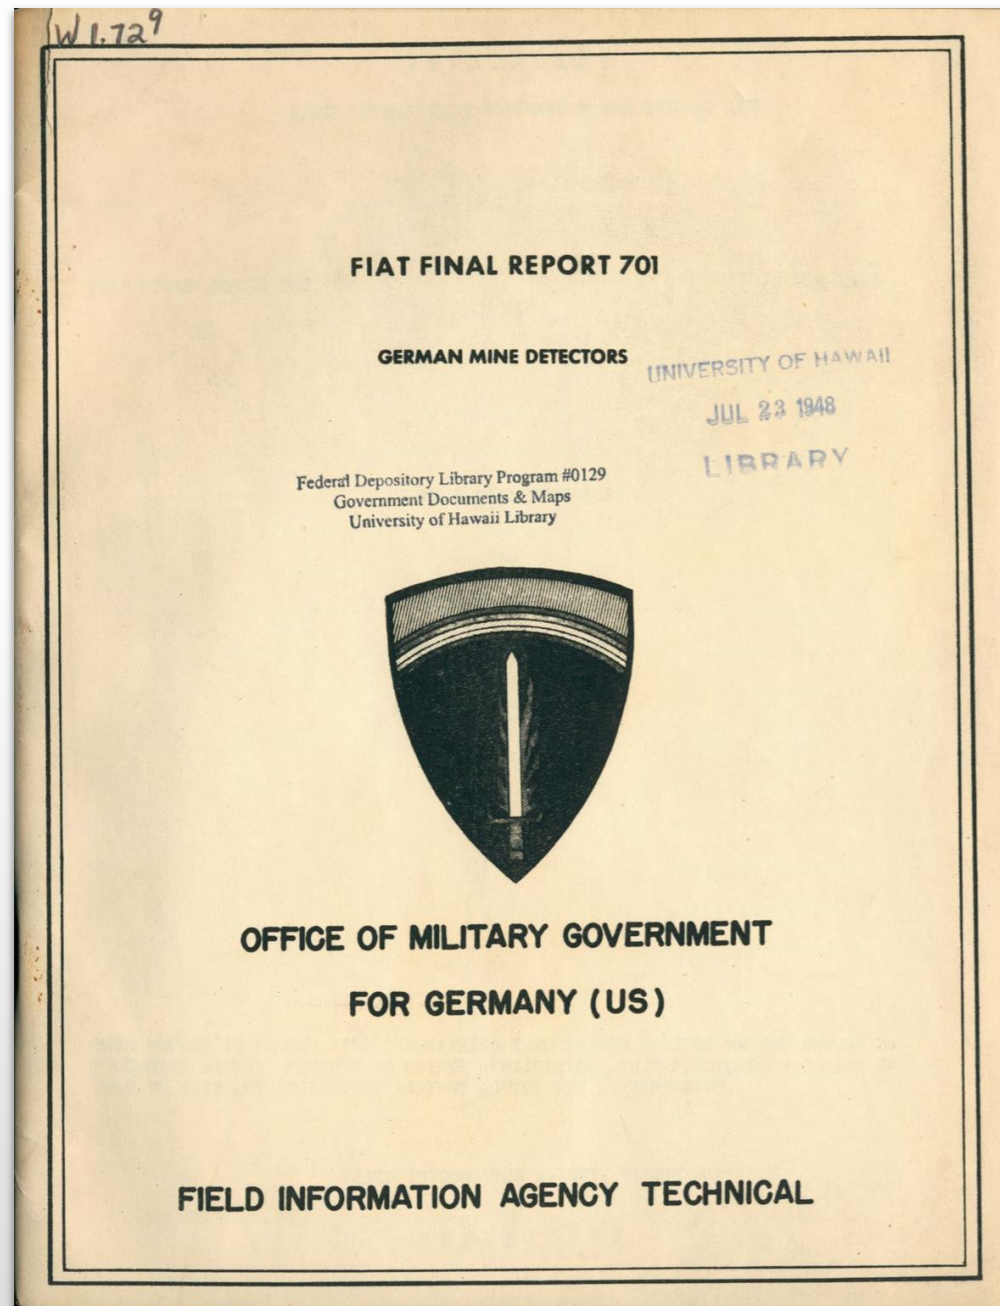 W 1.72⁹
FIAT FINAL REPORT 701
GERMAN MINE DETECTORS
UNIVERSITY OF HAWAII
JUL 23 1948
LIBRARY
Federal Depository Library Program #0129
Government Documents & Maps
University of Hawaii Library
OFFICE OF MILITARY GOVERNMENT
FOR GERMANY (US)
FIELD INFORMATION AGENCY TECHNICAL